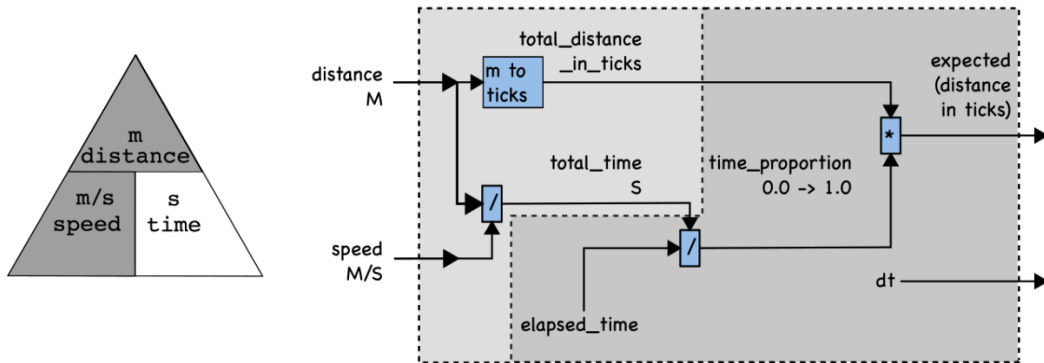 m
distance
m/s
speed
s
time
distance
M
m to
ticks
total_distance
_in_ticks
expected
(distance
in ticks)
*
total_time
S
time_proportion
0.0 -> 1.0
/
speed
M/S
/
dt
elapsed_time